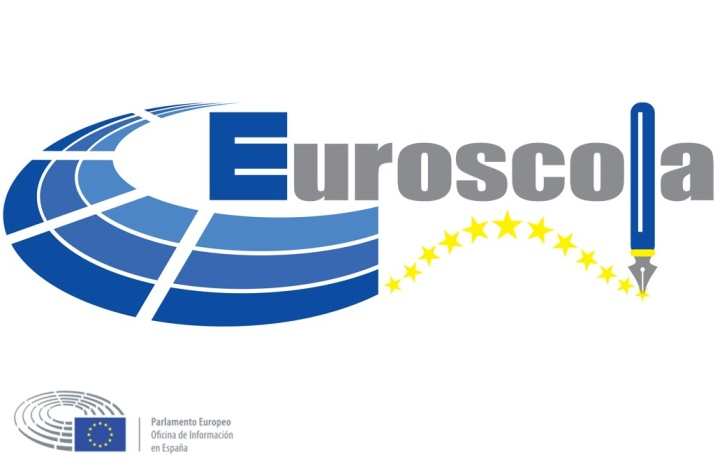 Euroscola
Parlamento Europeo
Oficina de Información
en España